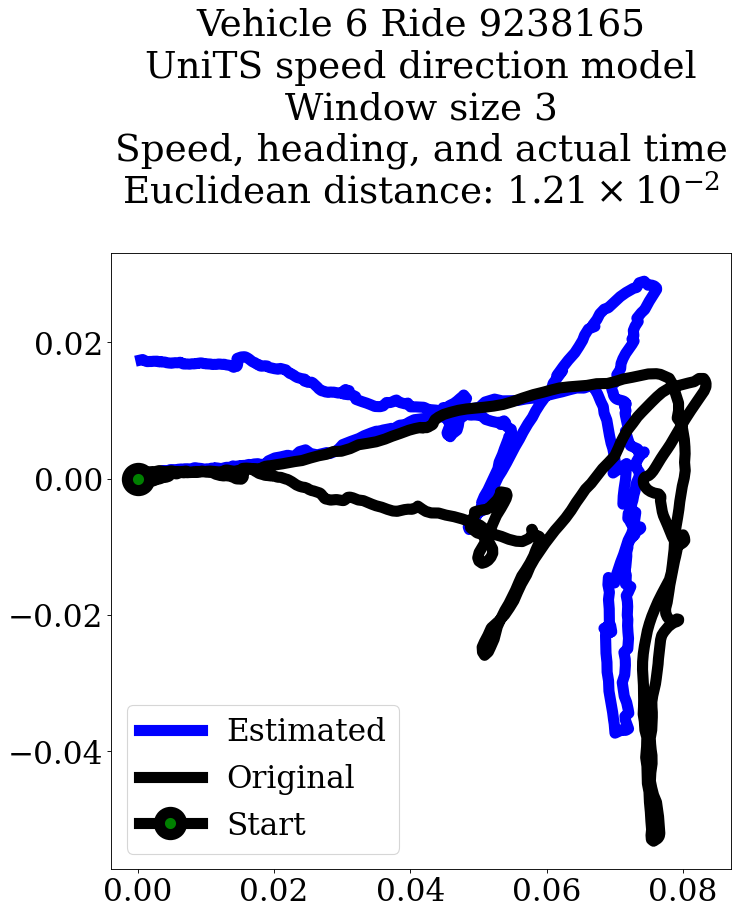 Vehicle 6 Ride 9238165
UniTS speed direction model
Window size 3
Speed, heading, and actual time
Euclidean distance: 1.21 × 10⁻²
0.02
0.00
−0.02
−0.04
Estimated
Original
Start
0.00 0.02 0.04 0.06 0.08